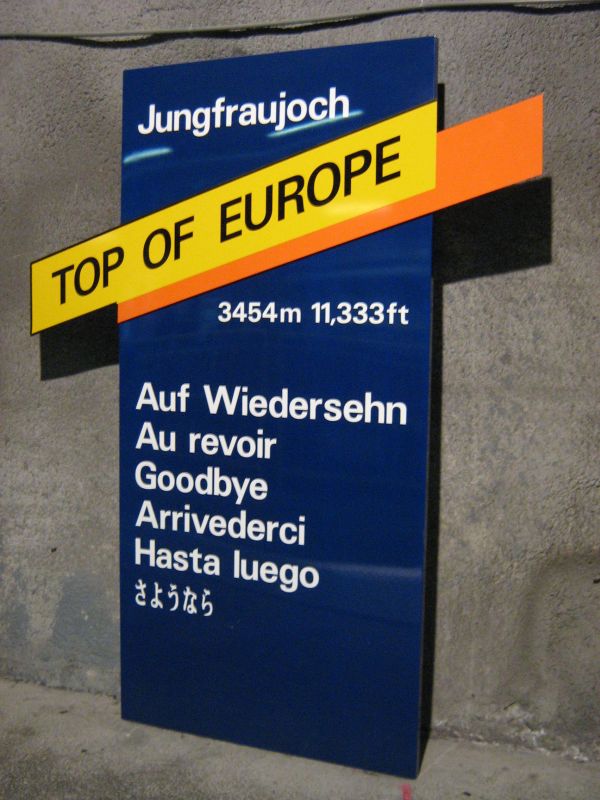 Jungfraujoch
TOP OF EUROPE
3454m 11,333ft
Auf Wiedersehn
Au revoir
Goodbye
Arrivederci
Hasta luego
さようなら